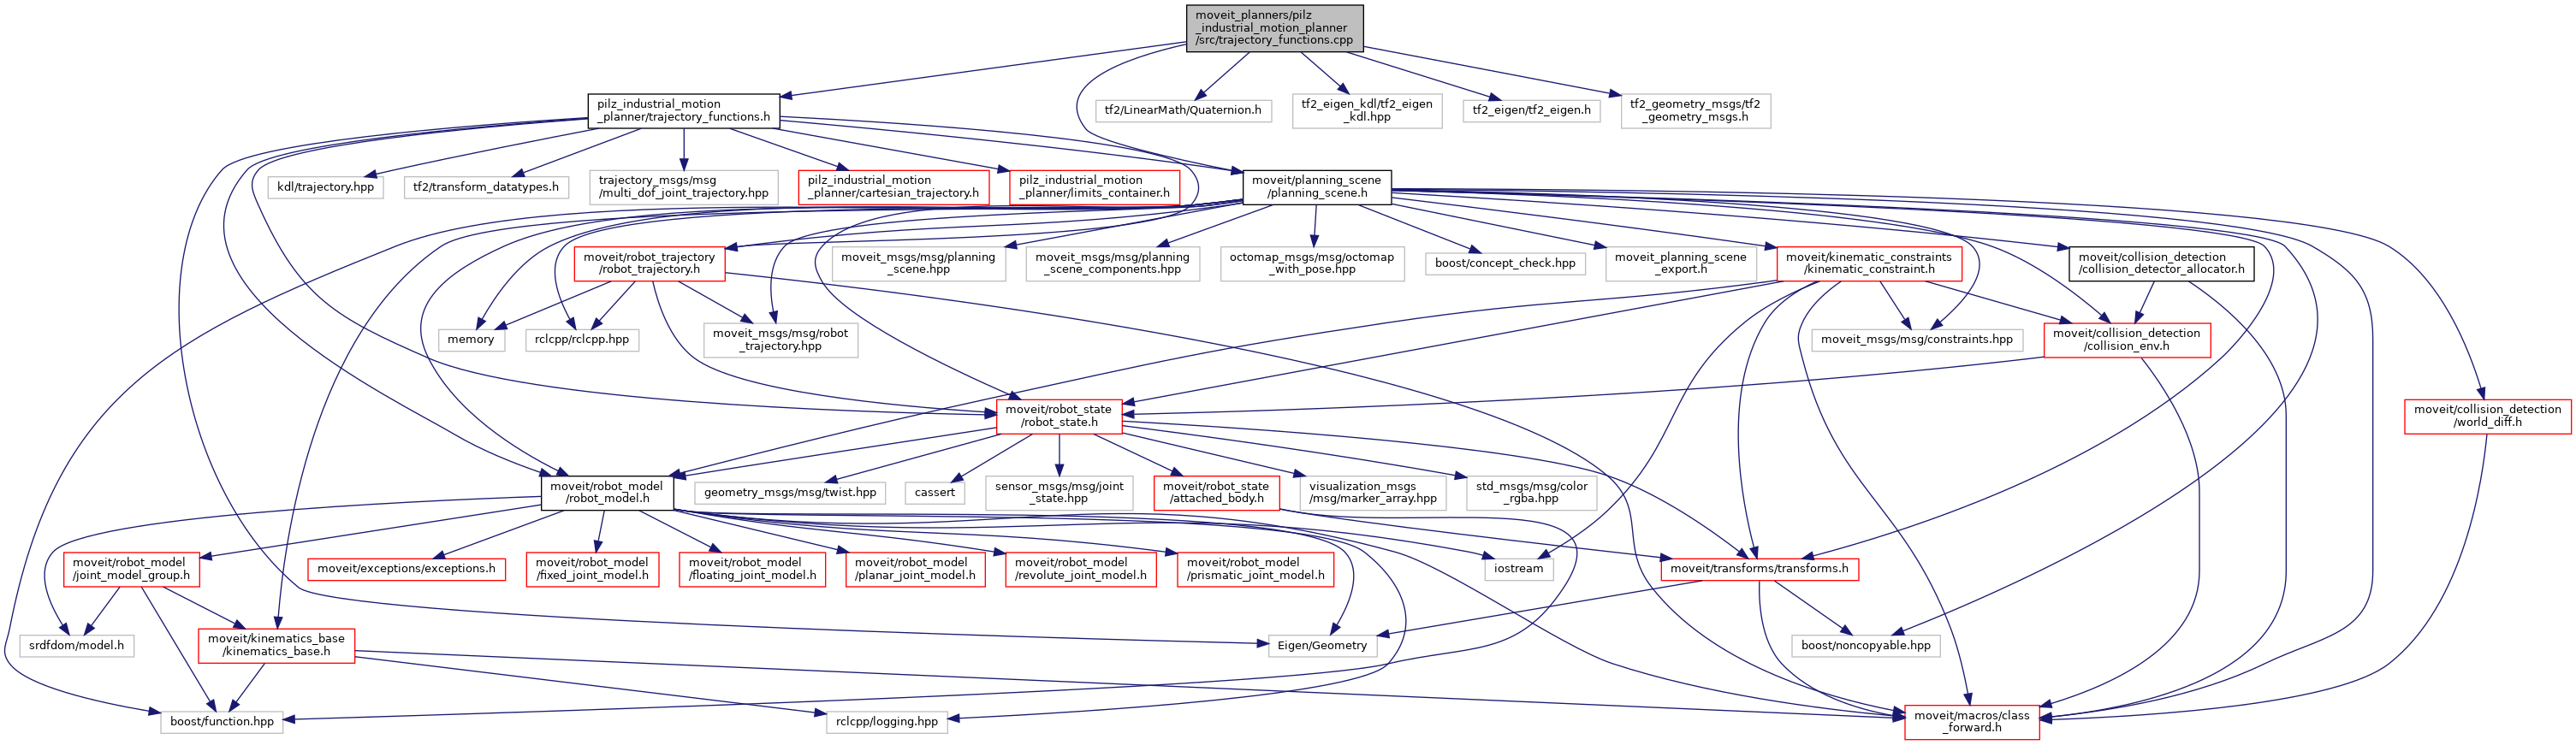 moveit_planners/pilz
_industrial_motion_planner
/src/trajectory_functions.cpp
pilz_industrial_motion
_planner/trajectory_functions.h
tf2/LinearMath/Quaternion.h
tf2_eigen_kdl/tf2_eigen
_kdl.hpp
tf2_eigen/tf2_eigen.h
tf2_geometry_msgs/tf2
_geometry_msgs.h
kdl/trajectory.hpp
tf2/transform_datatypes.h
trajectory_msgs/msg
/multi_dof_joint_trajectory.hpp
pilz_industrial_motion
_planner/cartesian_trajectory.h
pilz_industrial_motion
_planner/limits_container.h
moveit/planning_scene
/planning_scene.h
moveit/robot_trajectory
/robot_trajectory.h
moveit_msgs/msg/planning
_scene.hpp
moveit_msgs/msg/planning
_scene_components.hpp
octomap_msgs/msg/octomap
_with_pose.hpp
boost/concept_check.hpp
moveit_planning_scene
_export.h
moveit/kinematic_constraints
/kinematic_constraint.h
moveit/collision_detection
/collision_detector_allocator.h
memory
rclcpp/rclcpp.hpp
moveit_msgs/msg/robot
_trajectory.hpp
moveit_msgs/msg/constraints.hpp
moveit/collision_detection
/collision_env.h
moveit/robot_state
/robot_state.h
moveit/collision_detection
/world_diff.h
moveit/robot_model
/robot_model.h
geometry_msgs/msg/twist.hpp
cassert
sensor_msgs/msg/joint
_state.hpp
moveit/robot_state
/attached_body.h
visualization_msgs
/msg/marker_array.hpp
std_msgs/msg/color
_rgba.hpp
moveit/robot_model
/joint_model_group.h
moveit/exceptions/exceptions.h
moveit/robot_model
/fixed_joint_model.h
moveit/robot_model
/floating_joint_model.h
moveit/robot_model
/planar_joint_model.h
moveit/robot_model
/revolute_joint_model.h
moveit/robot_model
/prismatic_joint_model.h
iostream
moveit/transforms/transforms.h
srdfdom/model.h
moveit/kinematics_base
/kinematics_base.h
Eigen/Geometry
boost/noncopyable.hpp
boost/function.hpp
rclcpp/logging.hpp
moveit/macros/class
_forward.h